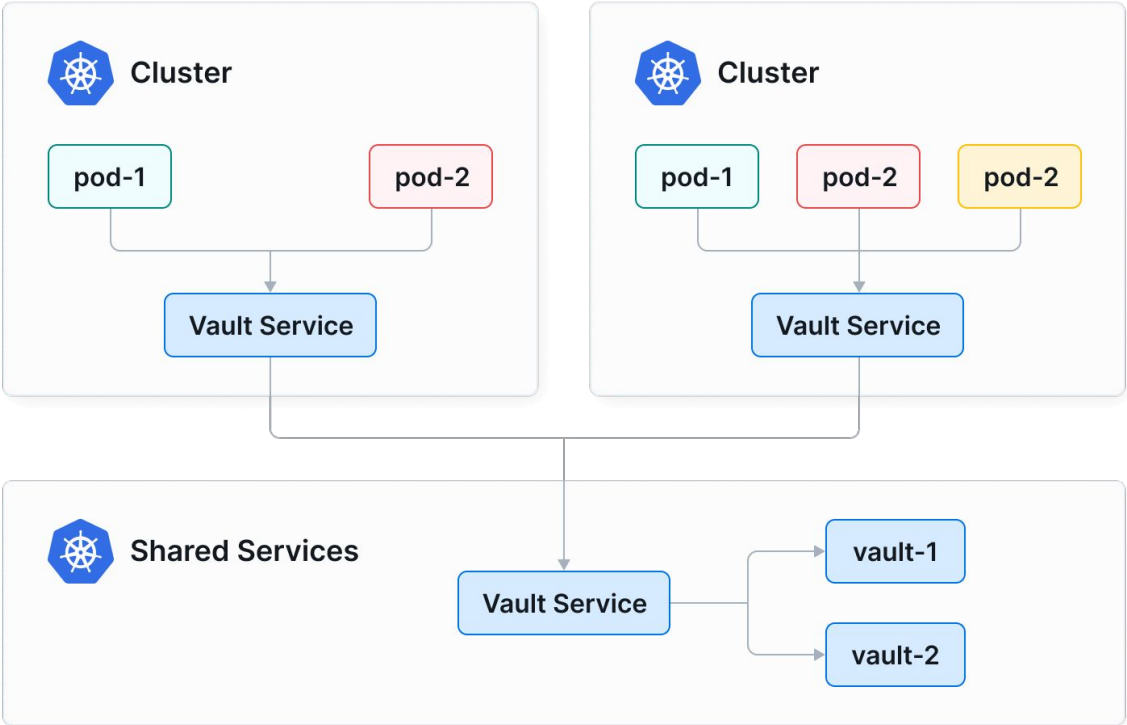 Cluster
pod-1
pod-2
Vault Service
Cluster
pod-1
pod-2
pod-2
Vault Service
Shared Services
Vault Service
vault-1
vault-2